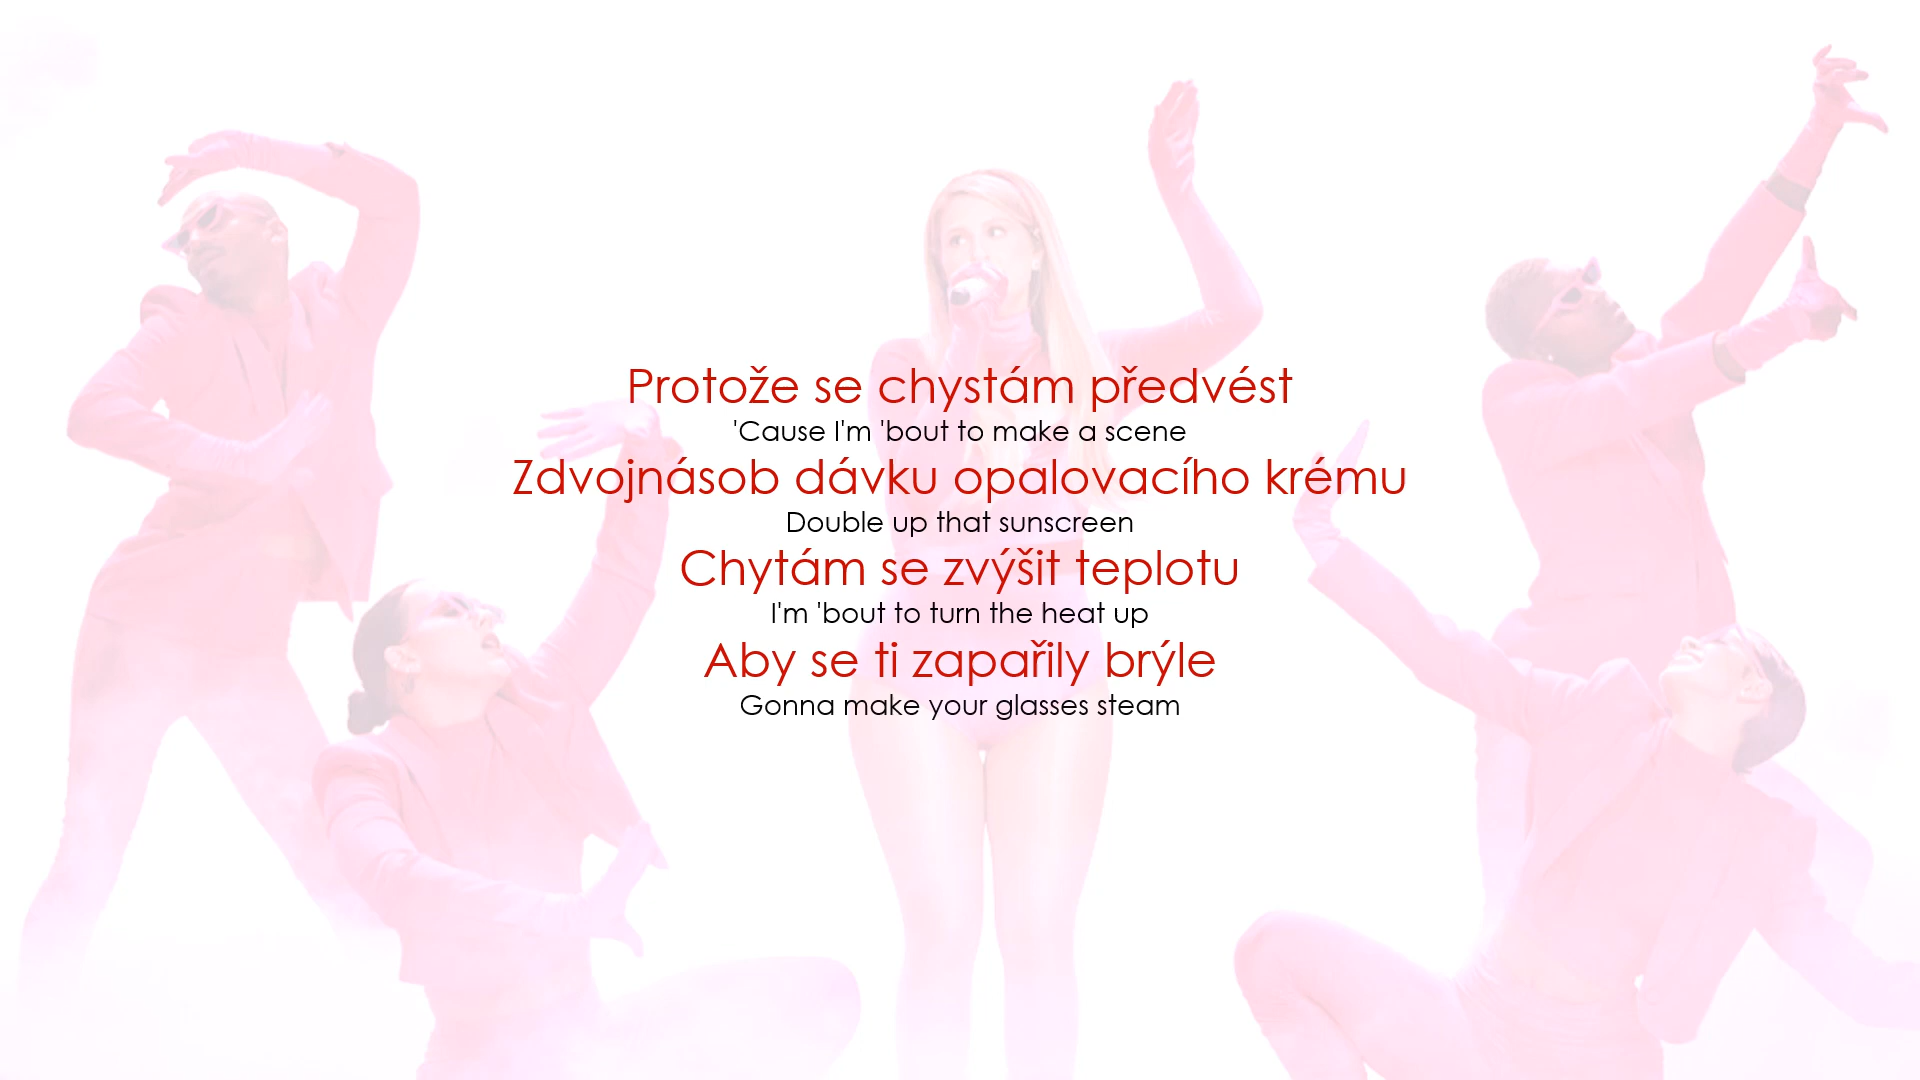 Protože se chystám předvést
'Cause I'm 'bout to make a scene
Zdvojnásob dávku opalovacího krému
Double up that sunscreen
Chytám se zvýšit teplotu
I'm 'bout to turn the heat up
Aby se ti zapařily brýle
Gonna make your glasses steam